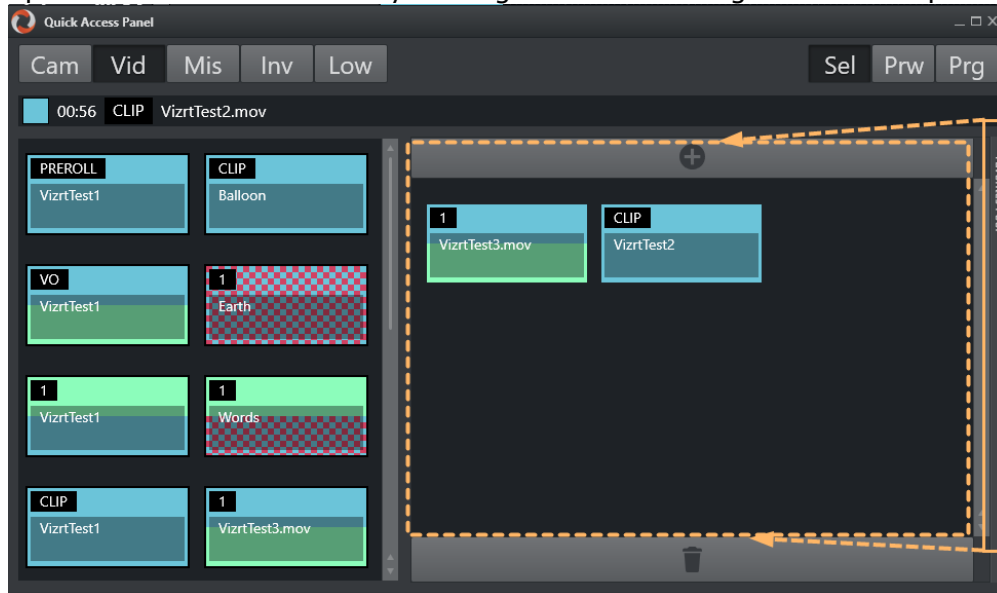 Quick Access Panel
Cam Vid Mis Inv Low Sel Prw Prg
00:56 CLIP VizrtTest2.mov
PREROLL
VizrtTest1
CLIP
Balloon
1
VizrtTest3.mov
CLIP
VizrtTest2
VO
VizrtTest1
1
Earth
1
VizrtTest1
1
Words
CLIP
VizrtTest1
1
VizrtTest3.mov